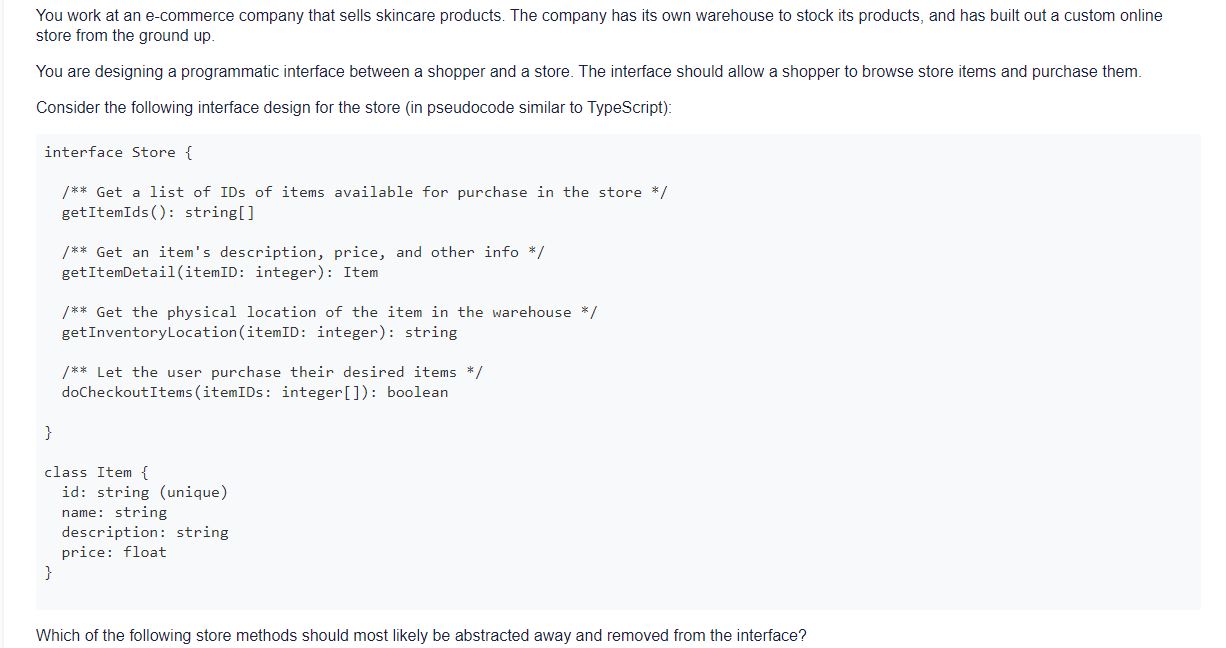 You work at an e-commerce company that sells skincare products. The company has its own warehouse to stock its products, and has built out a custom online
store from the ground up.
You are designing a programmatic interface between a shopper and a store. The interface should allow a shopper to browse store items and purchase them.
Consider the following interface design for the store (in pseudocode similar to TypeScript):
interface Store {
/** Get a list of IDs of items available for purchase in the store */
getItemIds(): string[]
/** Get an item's description, price, and other info */
getItemDetail(itemID: integer): Item
/** Get the physical location of the item in the warehouse */
getInventoryLocation(itemID: integer): string
/** Let the user purchase their desired items */
doCheckoutItems(itemIDs: integer[]): boolean
}
class Item {
id: string (unique)
name: string
description: string
price: float
}
Which of the following store methods should most likely be abstracted away and removed from the interface?